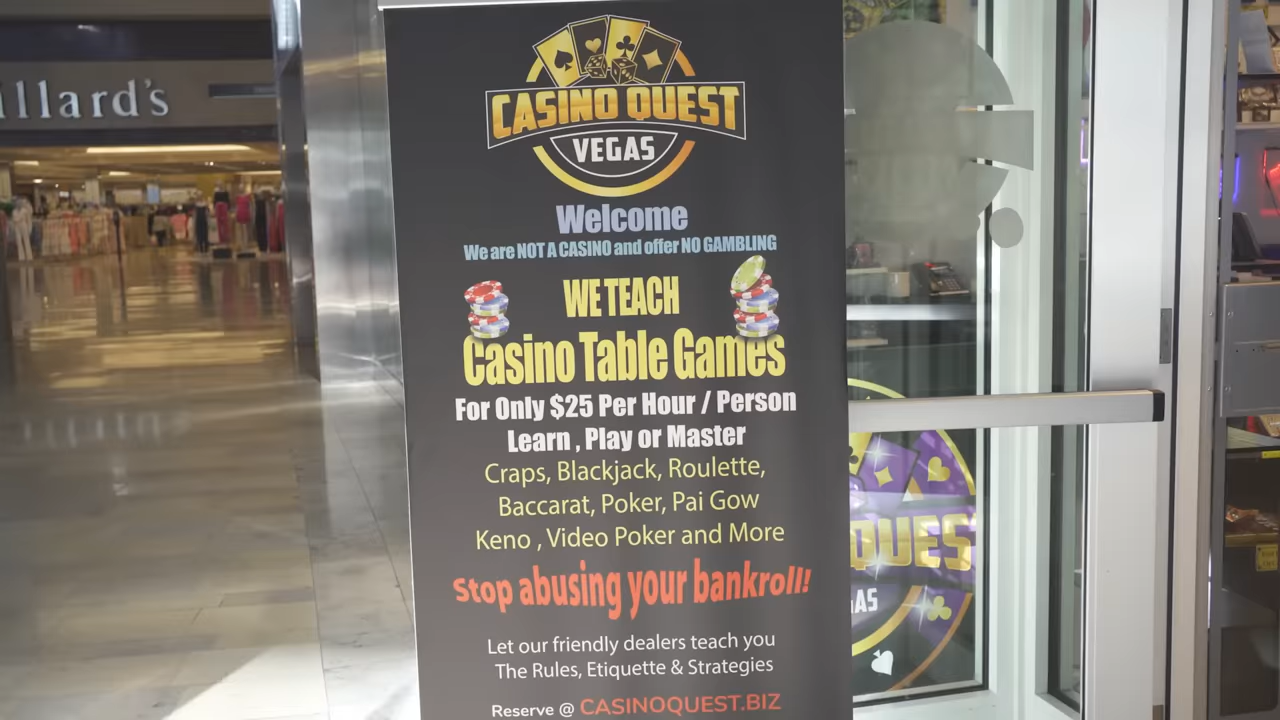 illard's
CASINO QUEST
VEGAS
Welcome
We are NOT A CASINO and offer NO GAMBLING
WE TEACH
Casino Table Games
For Only $25 Per Hour / Person
Learn , Play or Master
Craps, Blackjack, Roulette,
Baccarat, Poker, Pai Gow
Keno , Video Poker and More
Stop abusing your bankroll!
Let our friendly dealers teach you
The Rules, Etiquette & Strategies
Reserve @ CASINOQUEST.BIZ
QUEST
AS